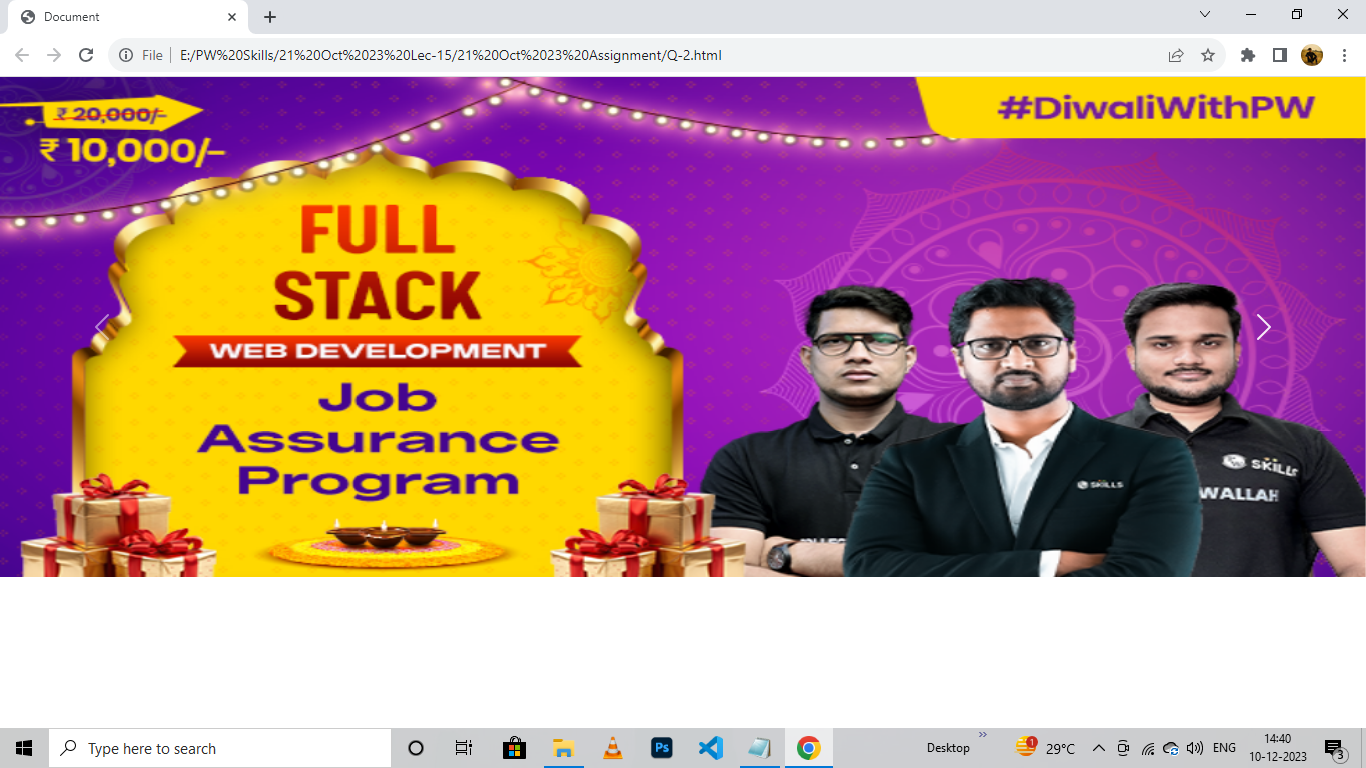 Document
File
E:/PW%20Skills/21%20Oct%2023%20Lec-15/21%20Oct%2023%20Assignment/Q-2.html
₹ 20,000/-
₹ 10,000/-
#DiwaliWithPW
FULL
STACK
WEB DEVELOPMENT
Job
Assurance
Program
SKILLS
SKILLS
WALLAH
Type here to search
Ps
Desktop
1
29°C
ENG
14:40
10-12-2023
3